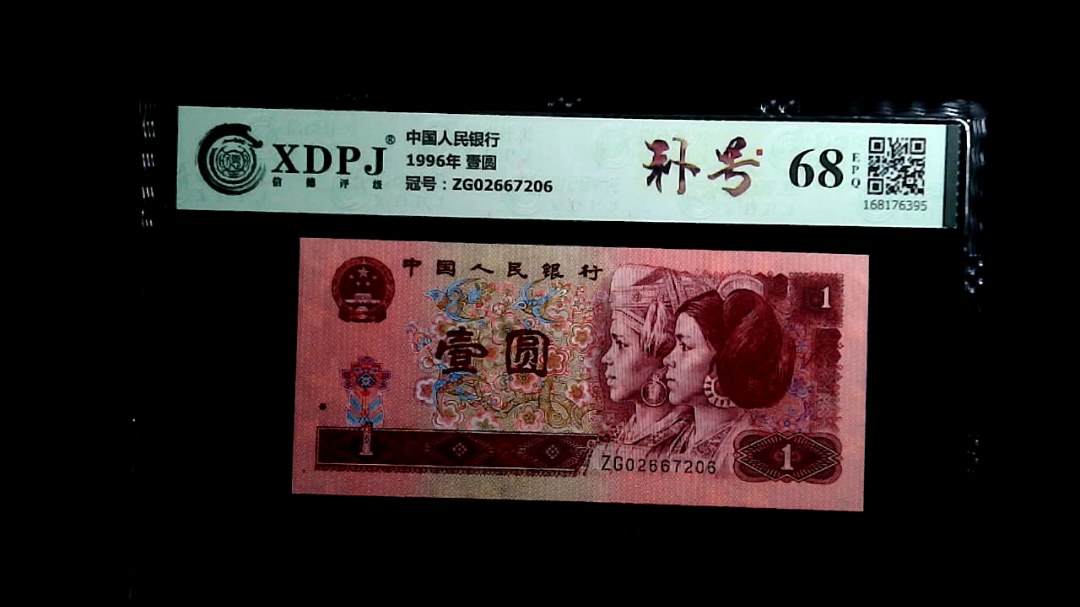 XDPJ®
信德评级
中国人民银行
1996年 壹圆
冠号：ZG02667206
补号
68
EPQ
168176395
中国人民银行
1
壹圆
1
ZG02667206
1